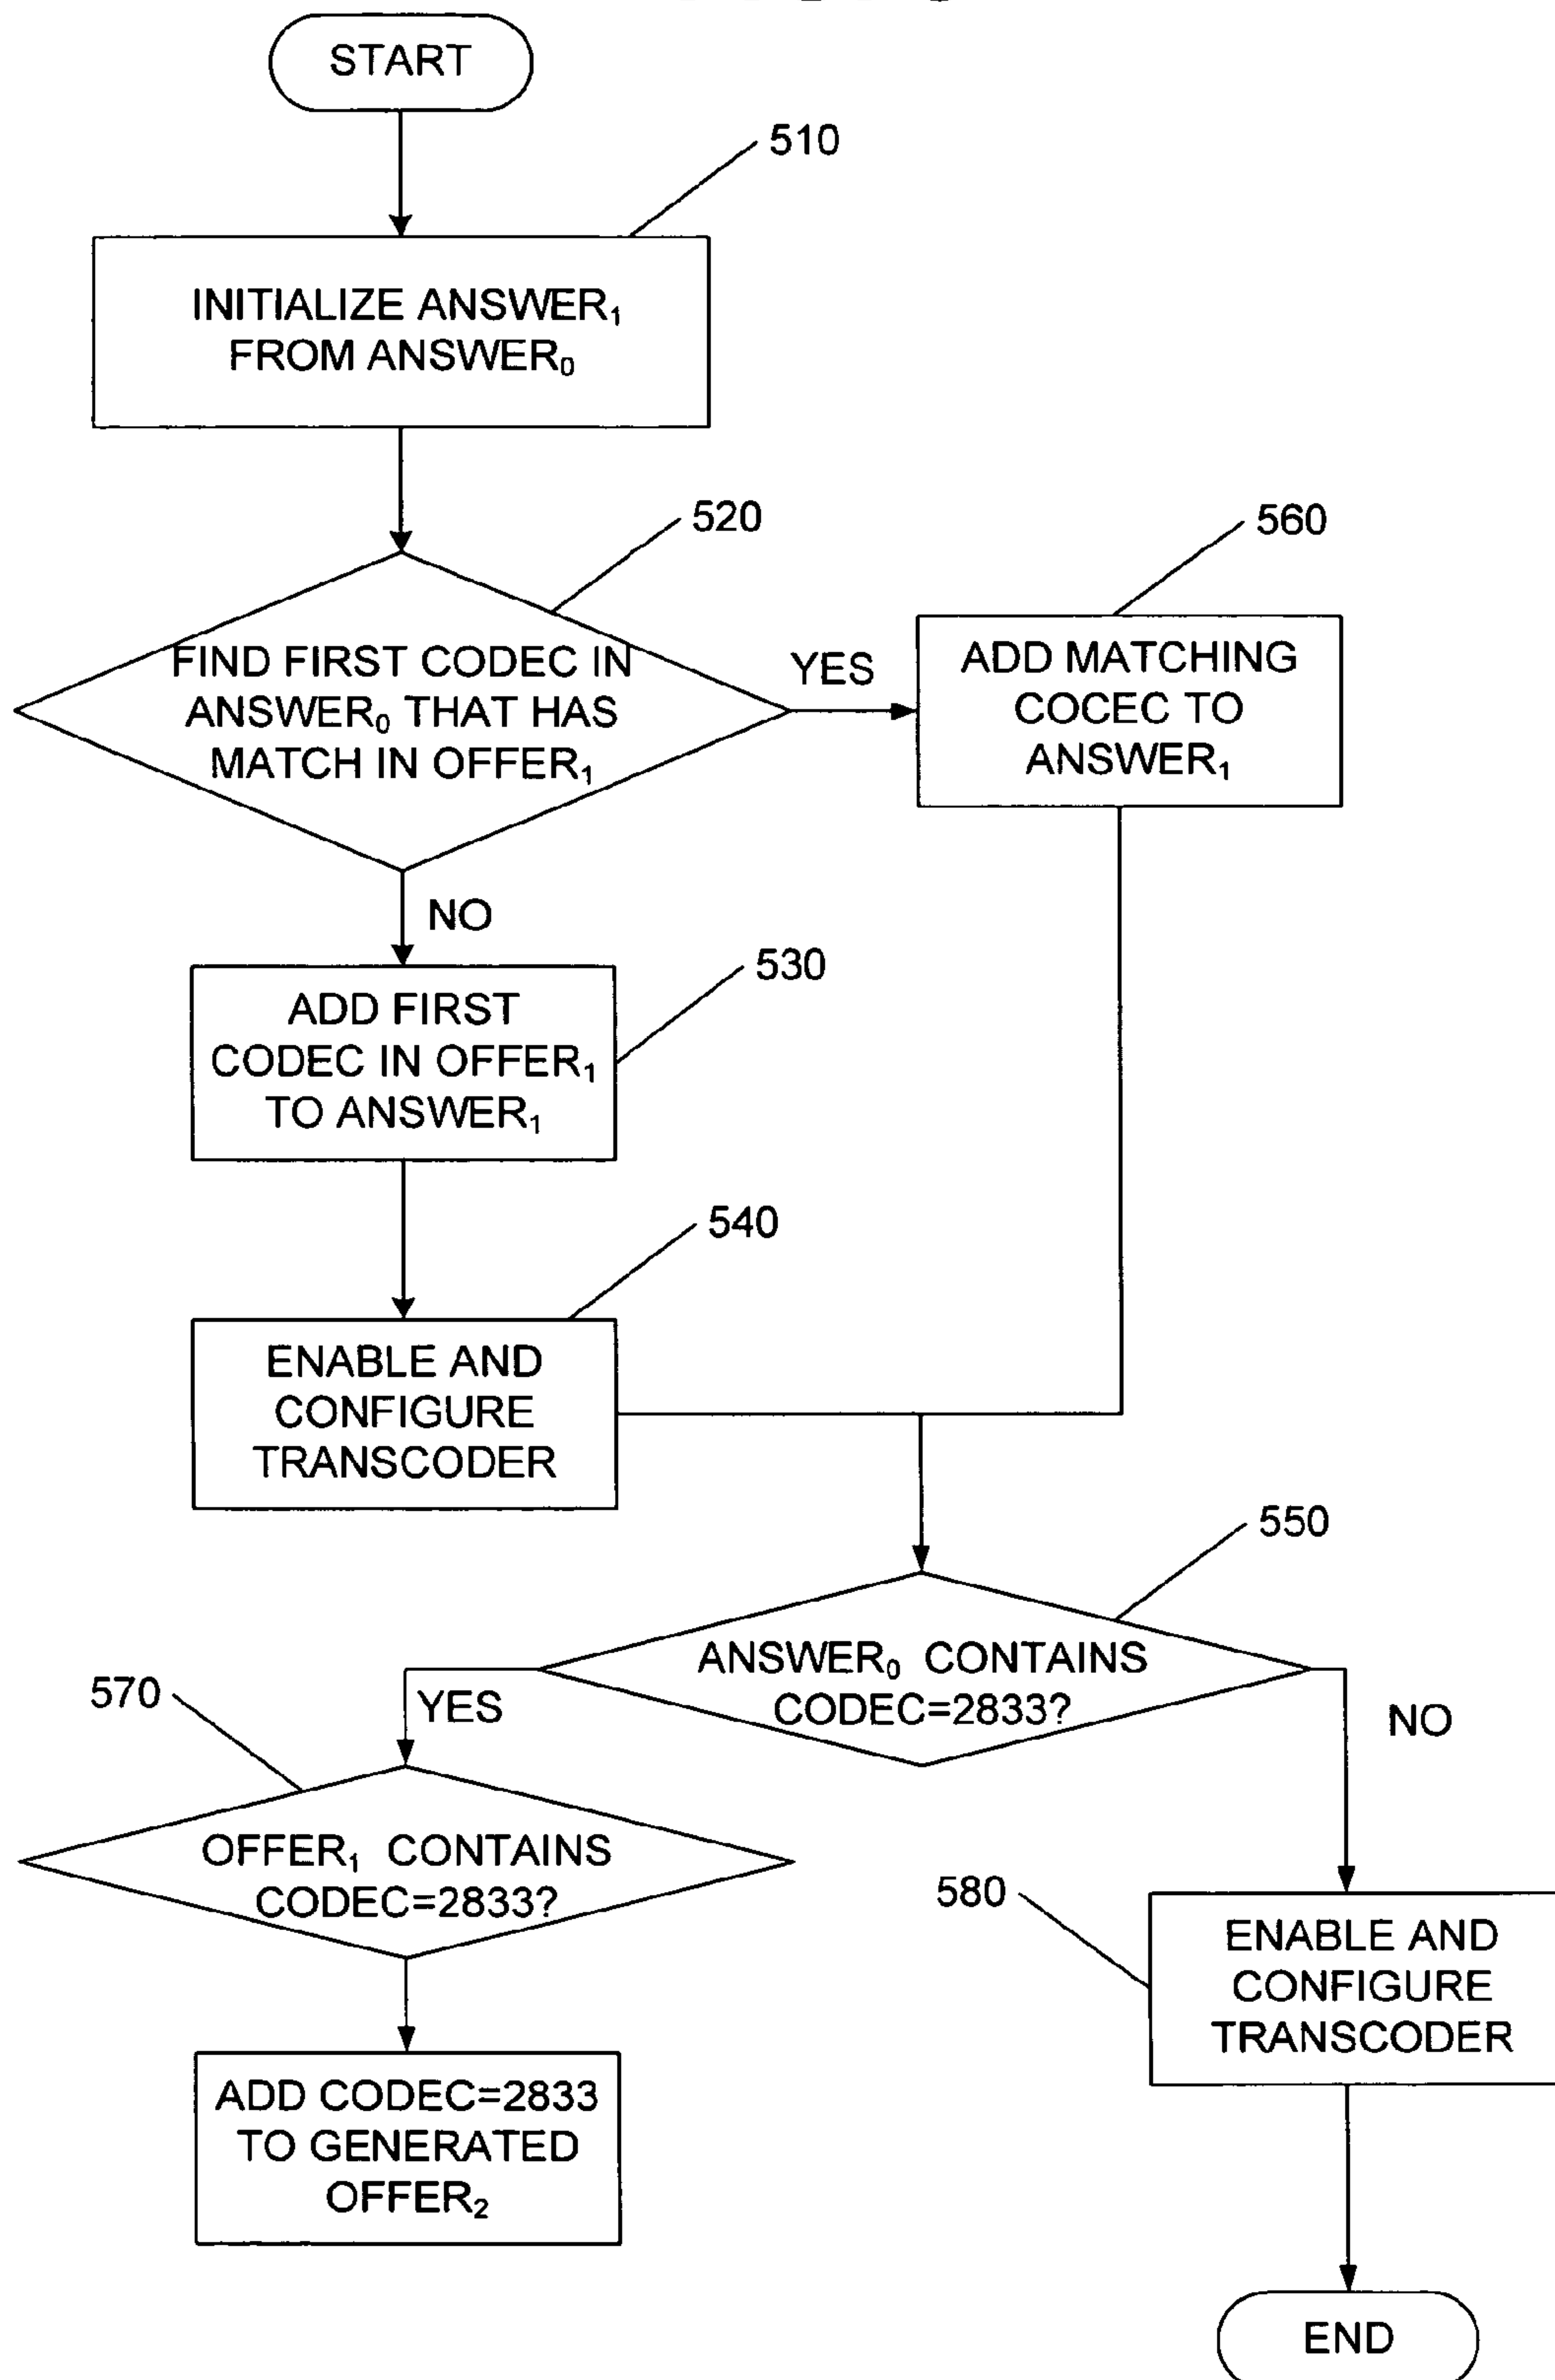 START
510
INITIALIZE ANSWER₁
FROM ANSWER₀
520
560
FIND FIRST CODEC IN
ANSWER₀ THAT HAS
MATCH IN OFFER₁
YES
ADD MATCHING
COCEC TO
ANSWER₁
NO
530
ADD FIRST
CODEC IN OFFER₁
TO ANSWER₁
540
ENABLE AND
CONFIGURE
TRANSCODER
550
ANSWER₀ CONTAINS
CODEC=2833?
570
YES
NO
OFFER₁ CONTAINS
CODEC=2833?
580
ENABLE AND
CONFIGURE
TRANSCODER
ADD CODEC=2833
TO GENERATED
OFFER₂
END